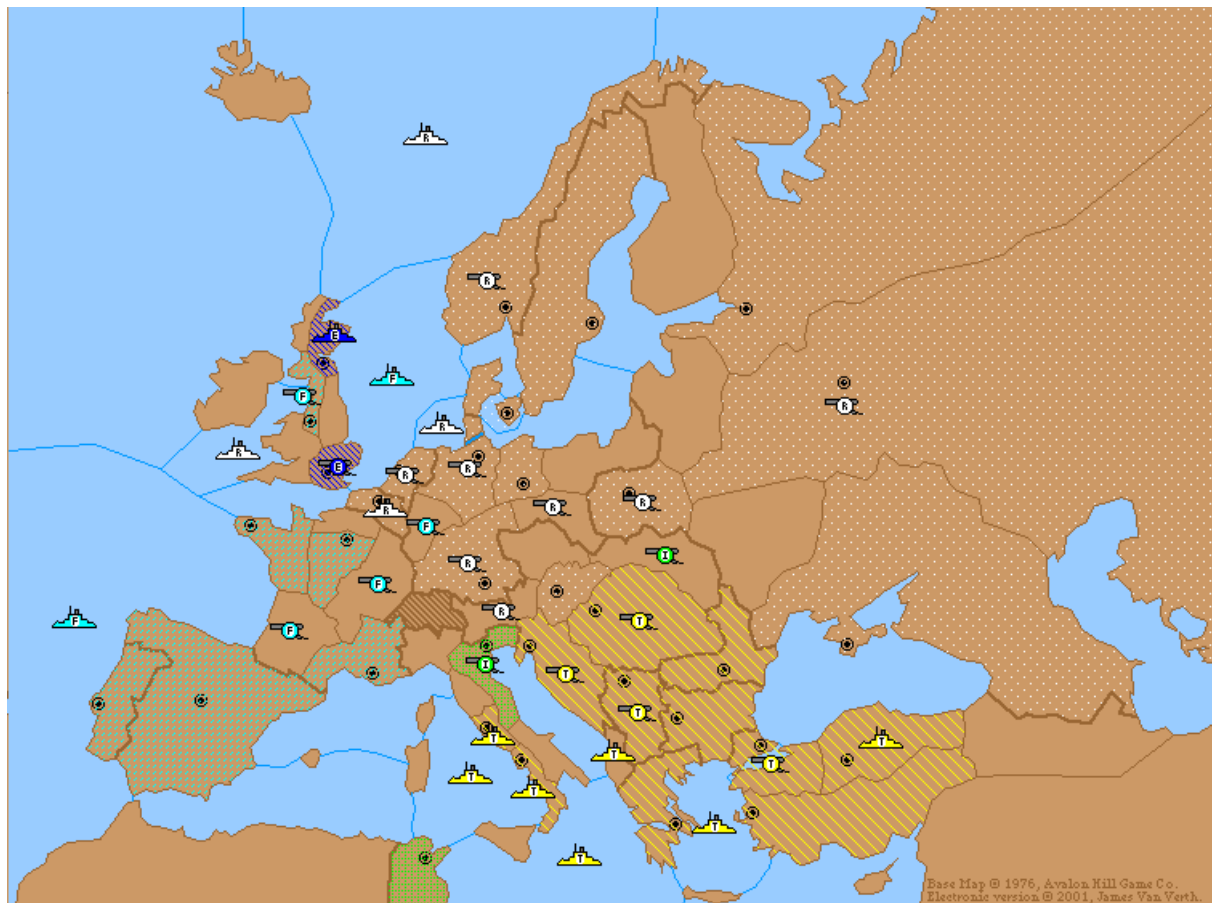 R
R
E
F
F
R
R
R
E
R
R
R
R
R
F
I
R
F
R
T
F
F
I
T
T
T
T
T
T
T
T
T
T
Base Map © 1976, Avalon Hill Game Co.
Electronic version © 2001, James Van Verth.